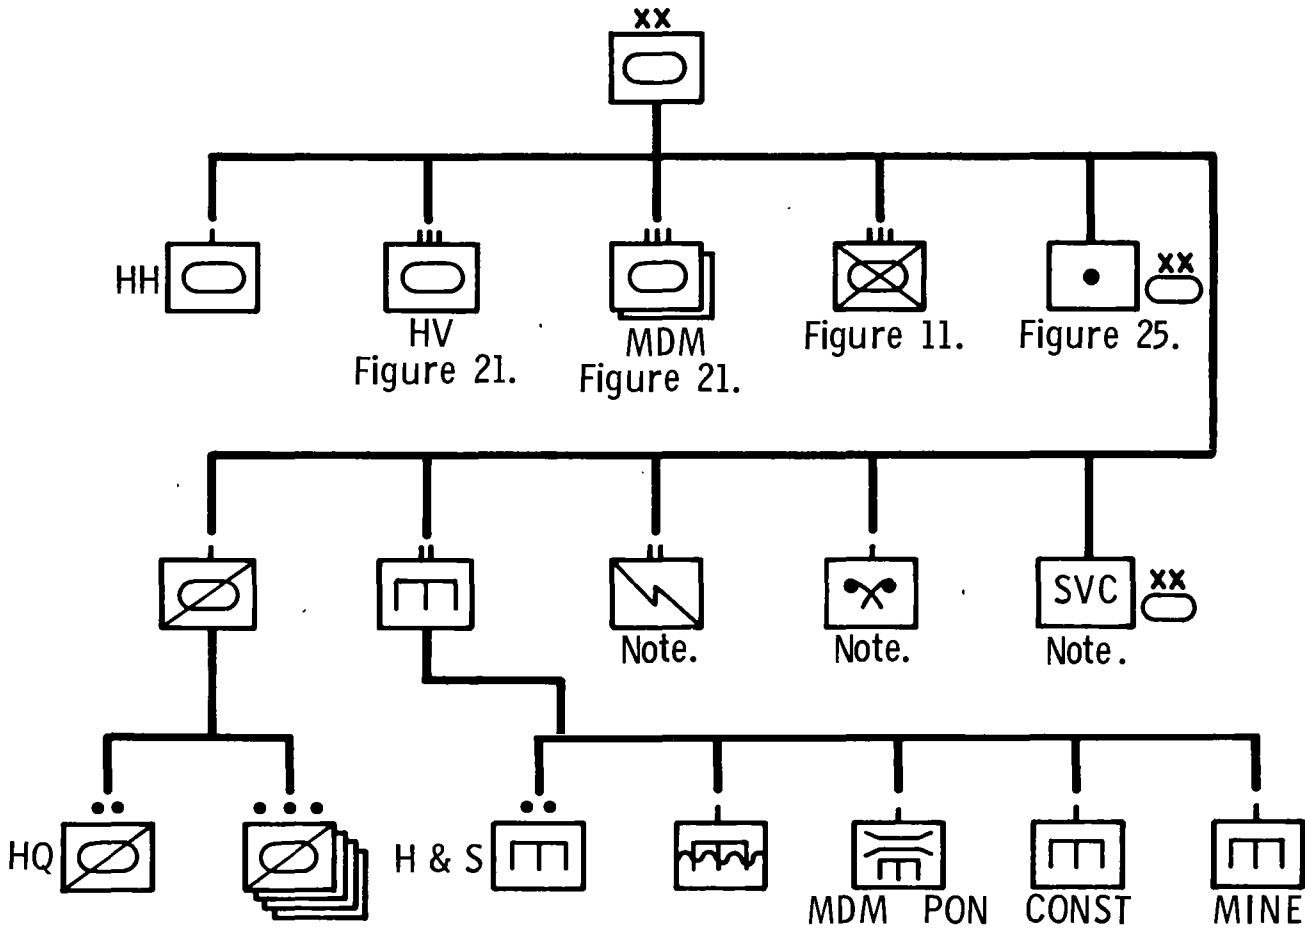 XX
HH
HV
Figure 21.
MDM
Figure 21.
Figure 11.
Figure 25.
XX
Note.
Note.
SVC
Note.
XX
HQ
H & S
MDM PON
CONST
MINE